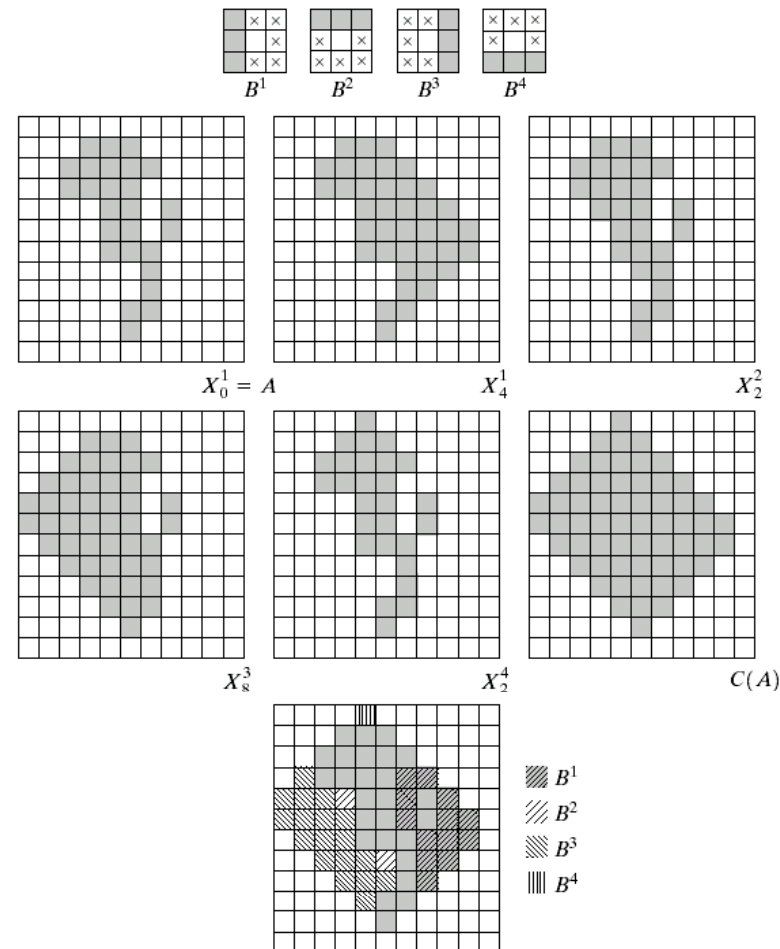 × × × × × × × ×
× × × × × ×
× × × × × × ×
B¹ B² B³ B⁴
X₀¹ = A X₄¹ X₂²
X₈³ X₂⁴ C(A)
B¹
B²
B³
B⁴